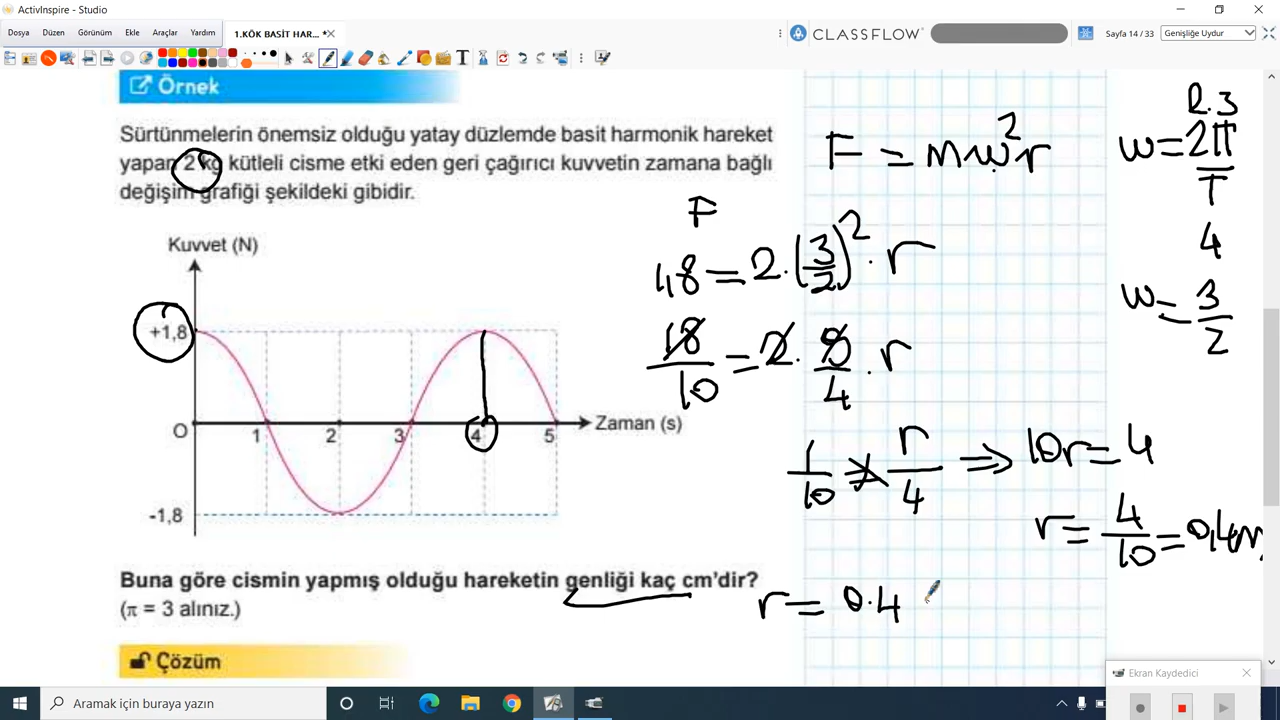 ActivInspire - Studio
Dosya Düzen Görünüm Ekle Araçlar Yardım 1.KÖK BASİT HAR... * CLASSFLOW Sayfa 14 / 33 Genişliğe Uydur
Örnek
Sürtünmelerin önemsiz olduğu yatay düzlemde basit harmonik hareket
yapan 2 kg kütleli cisme etki eden geri çağırıcı kuvvetin zamana bağlı
değişim grafiği şekildeki gibidir.
Kuvvet (N)
+1,8
O 1 2 3 4 5 Zaman (s)
-1,8
Buna göre cismin yapmış olduğu hareketin genliği kaç cm'dir?
(π = 3 alınız.)
Çözüm
F = mw²r
2.3
w = 2π/T
4
w = 3/2
F
1,8 = 2.(3/2)².r
18/10 = 2.9/4.r
1/10 = r/4 ⇒ 10r = 4
r = 4/10 = 0,4m
r = 0.4
Aramak için buraya yazın
Ekran Kaydedici